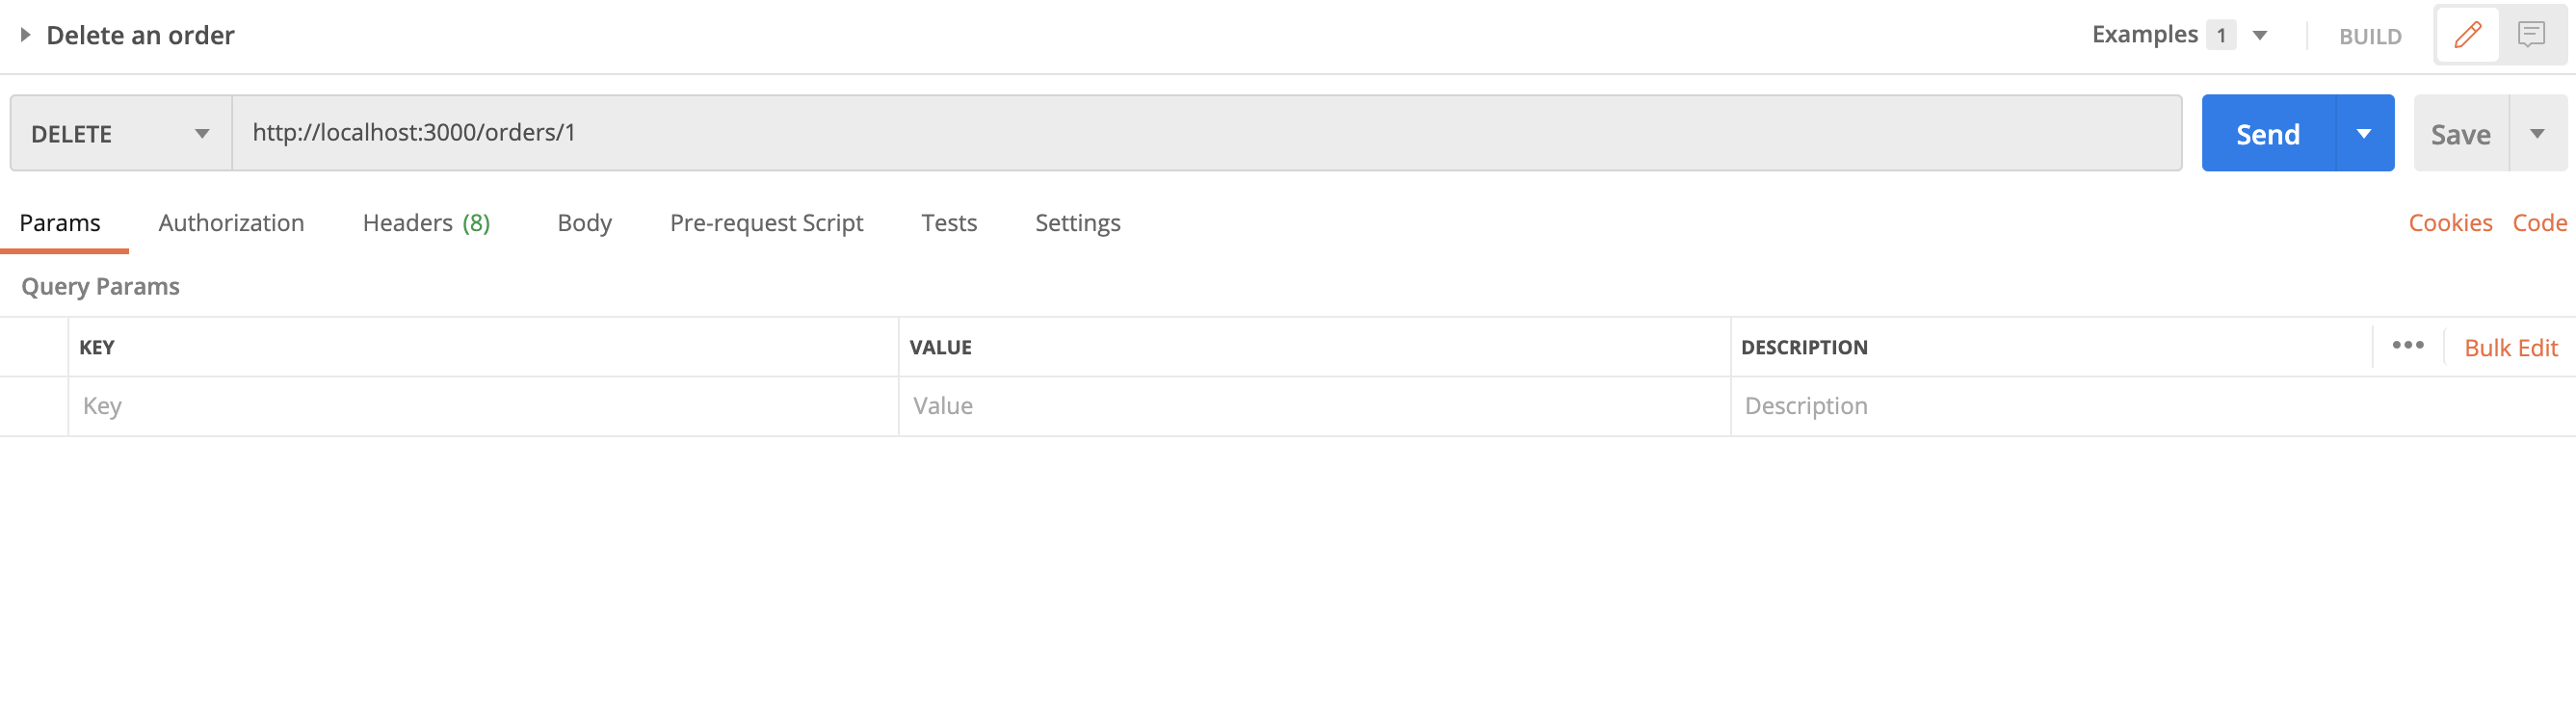 Delete an order
Examples 1
BUILD
DELETE
http://localhost:3000/orders/1
Send
Save
Params Authorization Headers (8) Body Pre-request Script Tests Settings
Cookies Code
Query Params
KEY VALUE DESCRIPTION ••• Bulk Edit
Key Value Description